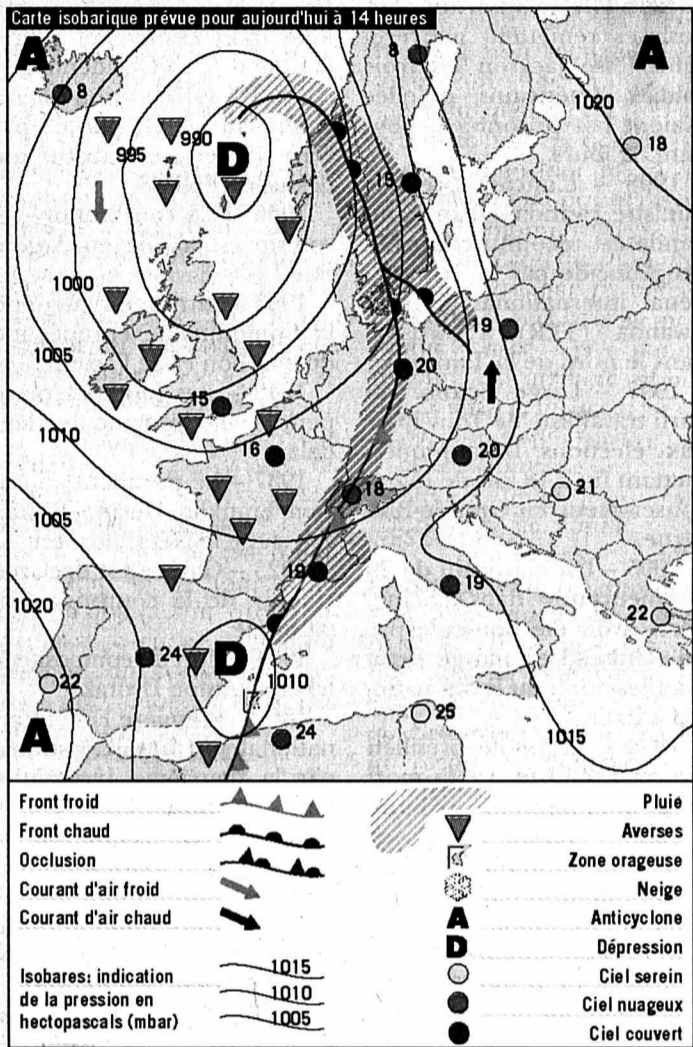 Carte isobarique prévue pour aujourd'hui à 14 heures
A
A
8
8
1020
990
995
18
D
15
1000
19
1005
20
15
1010
16
20
21
1005
18
19
19
1020
22
24
D
1010
22
25
A
24
1015
Front froid
Front chaud
Occlusion
Courant d'air froid
Courant d'air chaud
Isobares: indication
de la pression en
hectopascals (mbar)
1015
1010
1005
Pluie
Averses
Zone orageuse
Neige
A Anticyclone
D Dépression
Ciel serein
Ciel nuageux
Ciel couvert